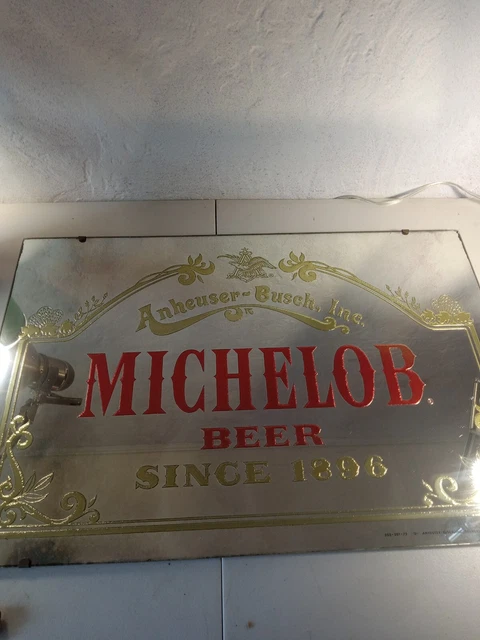 Anheuser-Busch, Inc.
MICHELOB.
BEER
SINCE 1896